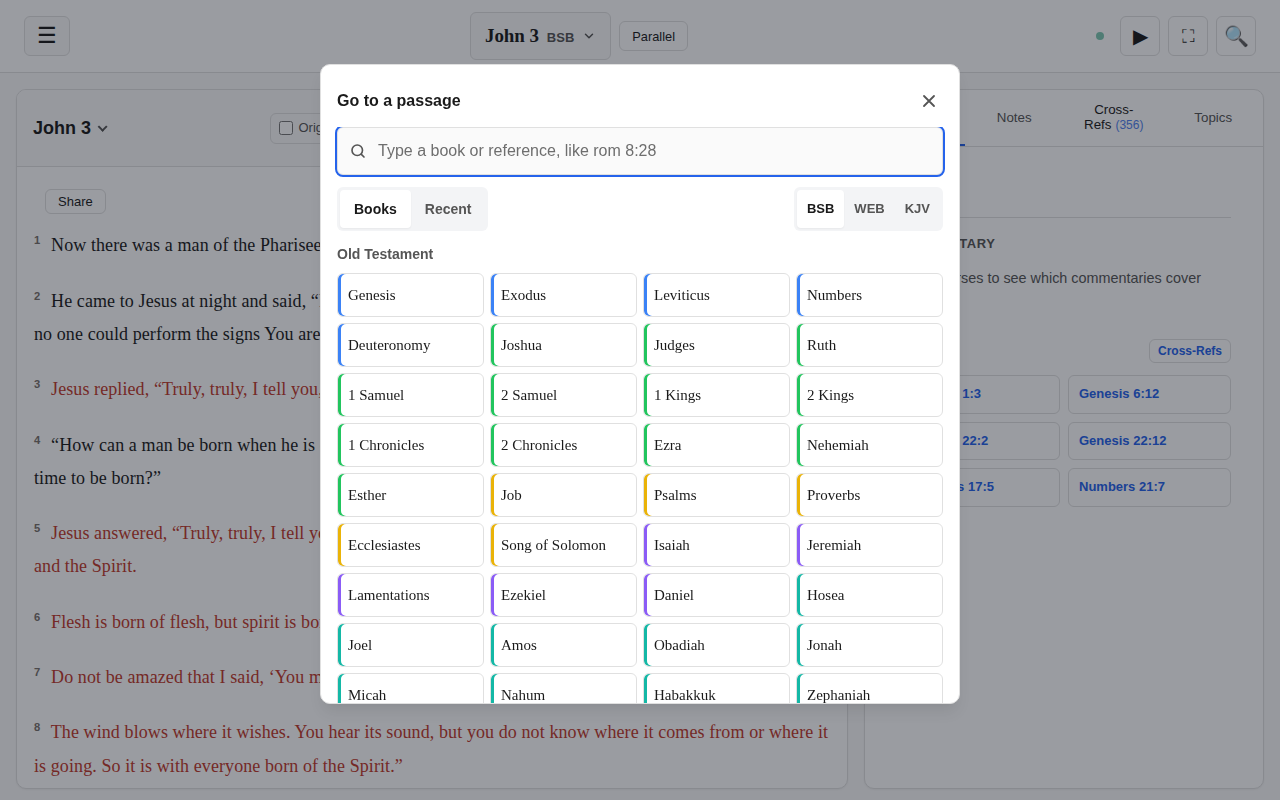 John 3 BSB
Parallel
Go to a passage
Type a book or reference, like rom 8:28
Books Recent
BSB WEB KJV
Old Testament
Genesis Exodus Leviticus Numbers
Deuteronomy Joshua Judges Ruth
1 Samuel 2 Samuel 1 Kings 2 Kings
1 Chronicles 2 Chronicles Ezra Nehemiah
Esther Job Psalms Proverbs
Ecclesiastes Song of Solomon Isaiah Jeremiah
Lamentations Ezekiel Daniel Hosea
Joel Amos Obadiah Jonah
Micah Nahum Habakkuk Zephaniah
John 3
Share
1 Now there was a man of the
2 He came to Jesus at night and said, “
no one could perform the signs You are
3 Jesus replied, “Truly, truly, I tell you,
4 “How can a man be born when he is
time to be born?”
5 Jesus answered, “Truly, truly, I tell
and the Spirit.
6 Flesh is born of flesh, but spirit is
7 Do not be amazed that I said, ‘You
8 The wind blows where it wishes. You hear its sound, but you do not know where it comes from or where it
is going. So it is with everyone born of the Spirit.”
Notes
Cross-
Refs (356)
Topics
to see which commentaries cover
Cross-Refs
1:3 Genesis 6:12
22:2 Genesis 22:12
17:5 Numbers 21:7